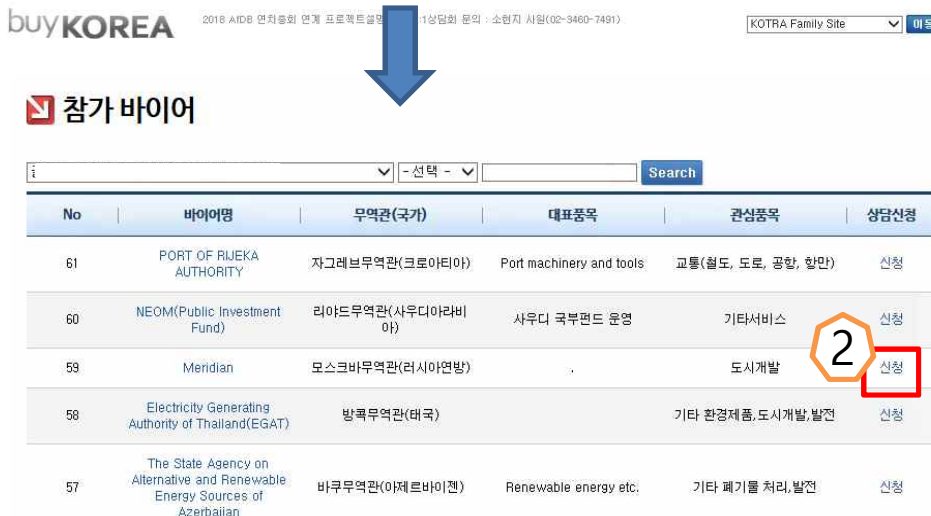 buyKOREA
2018 AfDB 연차총회 연계 프로젝트설명 :1상담회 문의 : 소현지 사원(02-3460-7491)
KOTRA Family Site
참가 바이어
- 선택 -
Search
No 바이어명 무역관(국가) 대표품목 관심품목 상담신청
61 PORT OF RIJEKA AUTHORITY 자그레브무역관(크로아티아) Port machinery and tools 교통(철도, 도로, 공항, 항만) 신청
60 NEOM(Public Investment Fund) 리야드무역관(사우디아라비아) 사우디 국부펀드 운영 기타서비스 신청
2
59 Meridian 모스크바무역관(러시아연방) . 도시개발 신청
58 Electricity Generating Authority of Thailand(EGAT) 방콕무역관(태국) 기타 환경제품,도시개발,발전 신청
57 The State Agency on Alternative and Renewable Energy Sources of Azerbaijan 바쿠무역관(아제르바이젠) Renewable energy etc. 기타 폐기물 처리,발전 신청